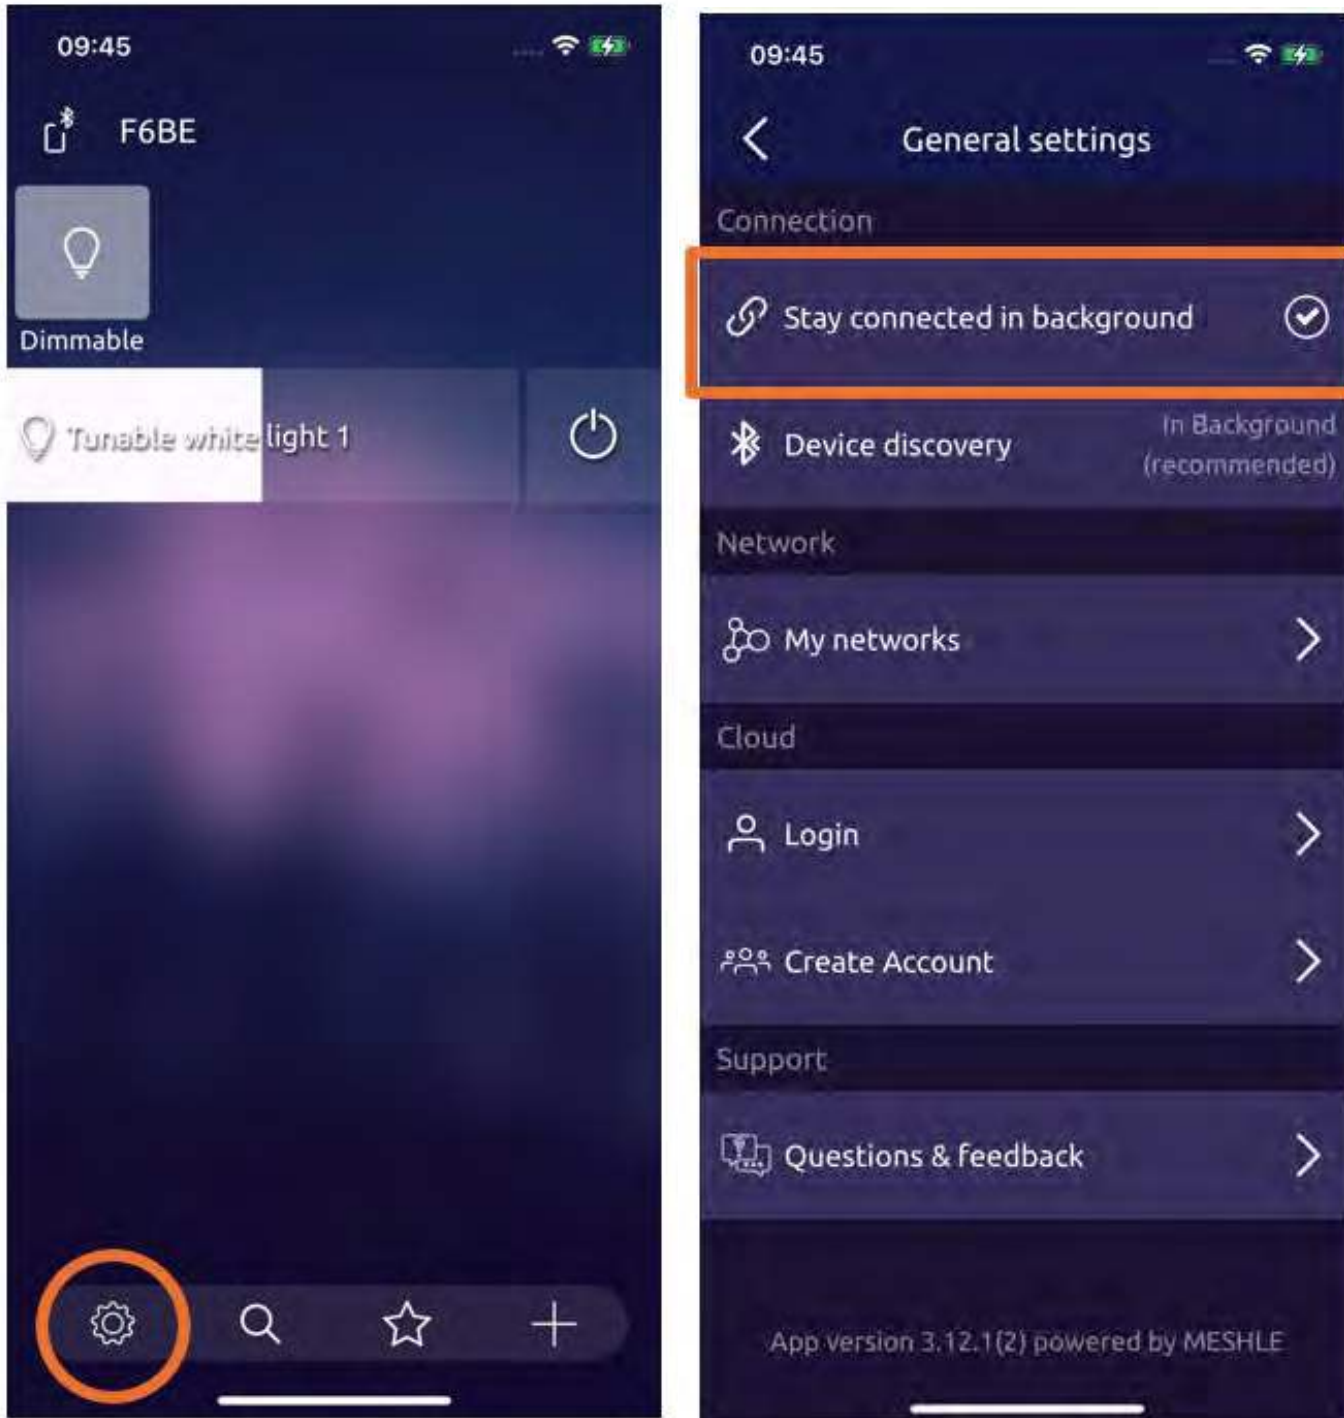 09:45
F6BE
Dimmable
Tunable white light 1
09:45
General settings
Connection
Stay connected in background
Device discovery
In Background
(recommended)
Network
My networks
Cloud
Login
Create Account
Support
Questions & feedback
App version 3.12.1(2) powered by MESHLE